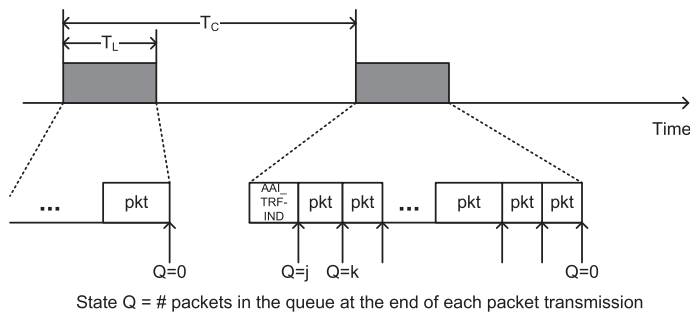 T_C
T_L
Time
AAI_
TRF-
IND
... pkt pkt pkt ... pkt pkt pkt
Q=0 Q=j Q=k Q=0
State Q = # packets in the queue at the end of each packet transmission